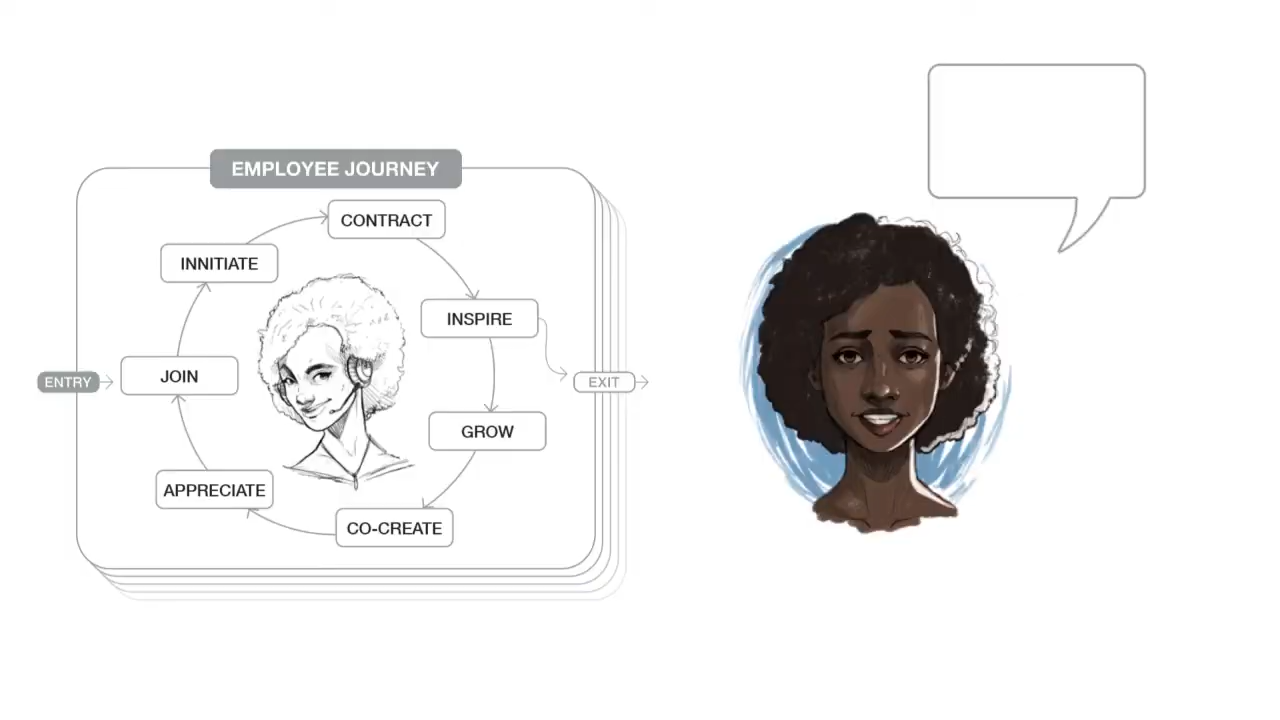 EMPLOYEE JOURNEY
CONTRACT
INNITIATE
INSPIRE
JOIN
ENTRY
EXIT
GROW
APPRECIATE
CO-CREATE